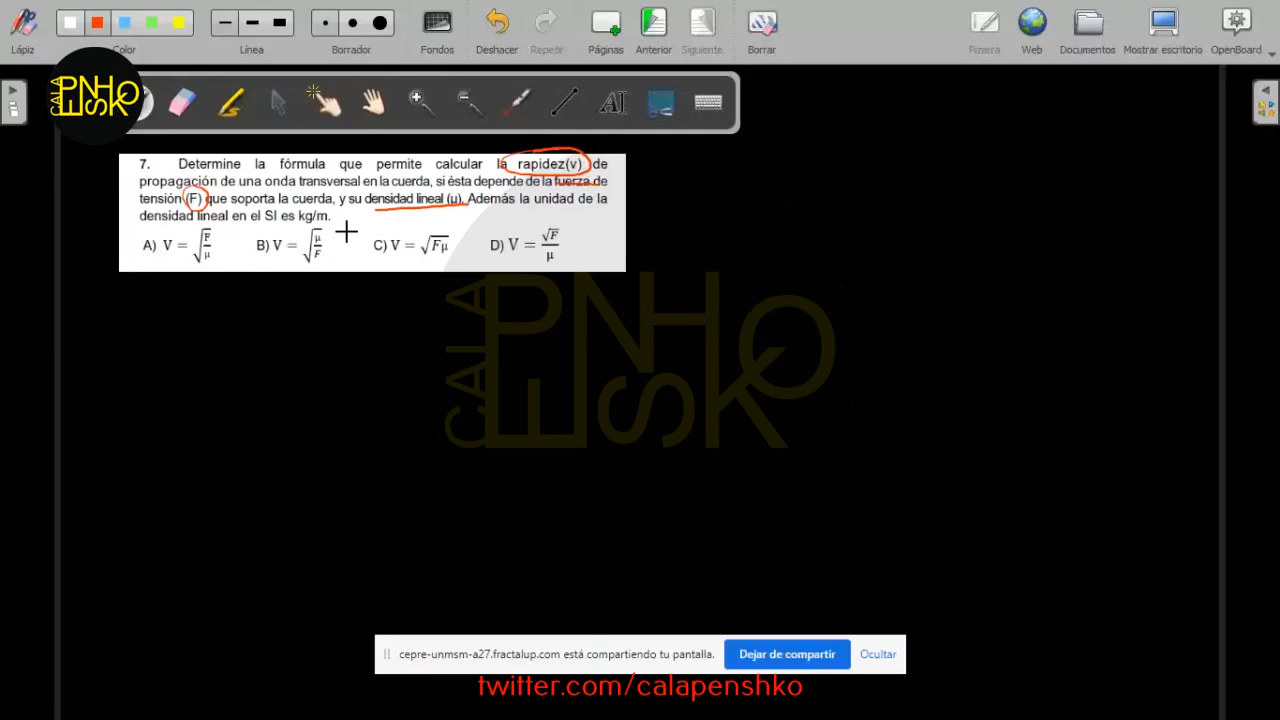 Lápiz
Color
Línea
Borrador
Fondos
Deshacer
Repetir
Páginas
Anterior
Siguiente
Borrar
Pizarra
Web
Documentos
Mostrar escritorio
OpenBoard
CALA
PENSHKO
AI
7. Determine la fórmula que permite calcular la rapidez(v) de
propagación de una onda transversal en la cuerda, si ésta depende de la fuerza de
tensión (F) que soporta la cuerda, y su densidad lineal (μ). Además la unidad de la
densidad lineal en el SI es kg/m.
A) V = √(F/μ) B) V = √(μ/F) C) V = √(Fμ) D) V = √F/μ
CALA
PENSHKO
cepre-unmsm-a27.fractalup.com está compartiendo tu pantalla. Dejar de compartir Ocultar
twitter.com/calapenshko